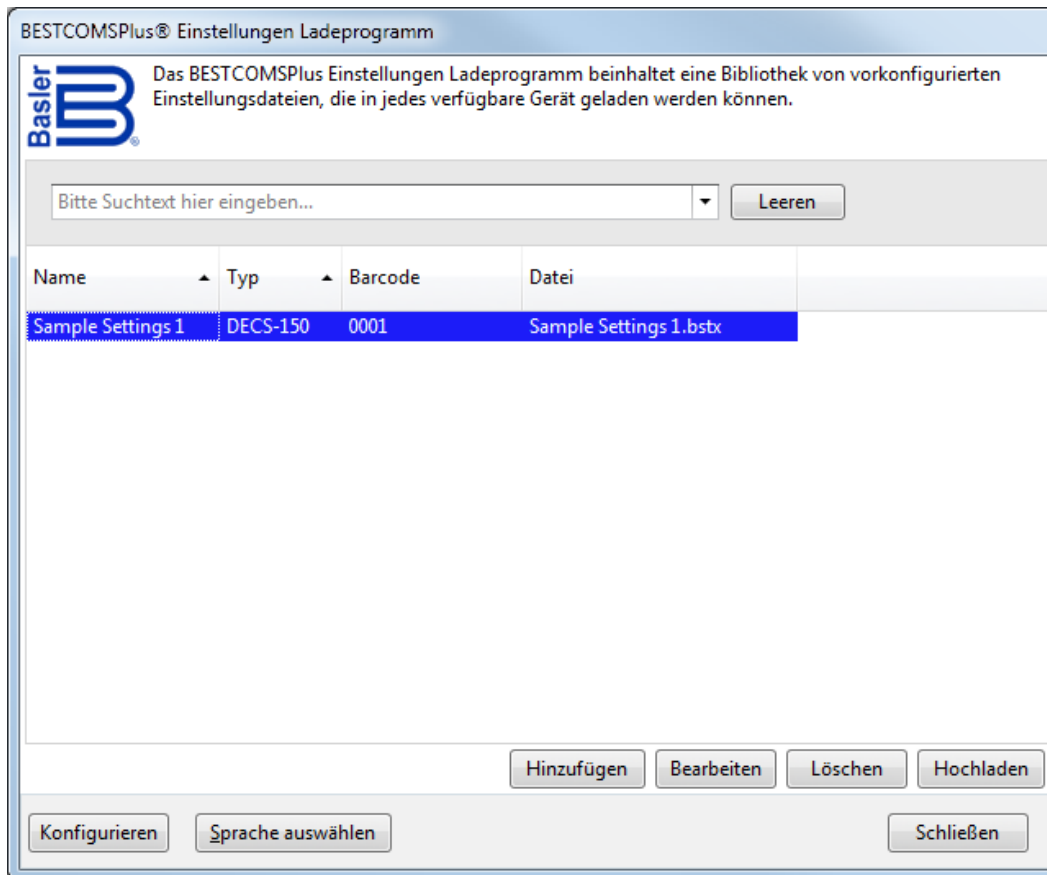 BESTCOMSPlus® Einstellungen Ladeprogramm
Basler
®
Das BESTCOMSPlus Einstellungen Ladeprogramm beinhaltet eine Bibliothek von vorkonfigurierten
Einstellungsdateien, die in jedes verfügbare Gerät geladen werden können.
Bitte Suchtext hier eingeben... Leeren
Name Typ Barcode Datei
Sample Settings 1 DECS-150 0001 Sample Settings 1.bstx
Hinzufügen Bearbeiten Löschen Hochladen
Konfigurieren Sprache auswählen Schließen